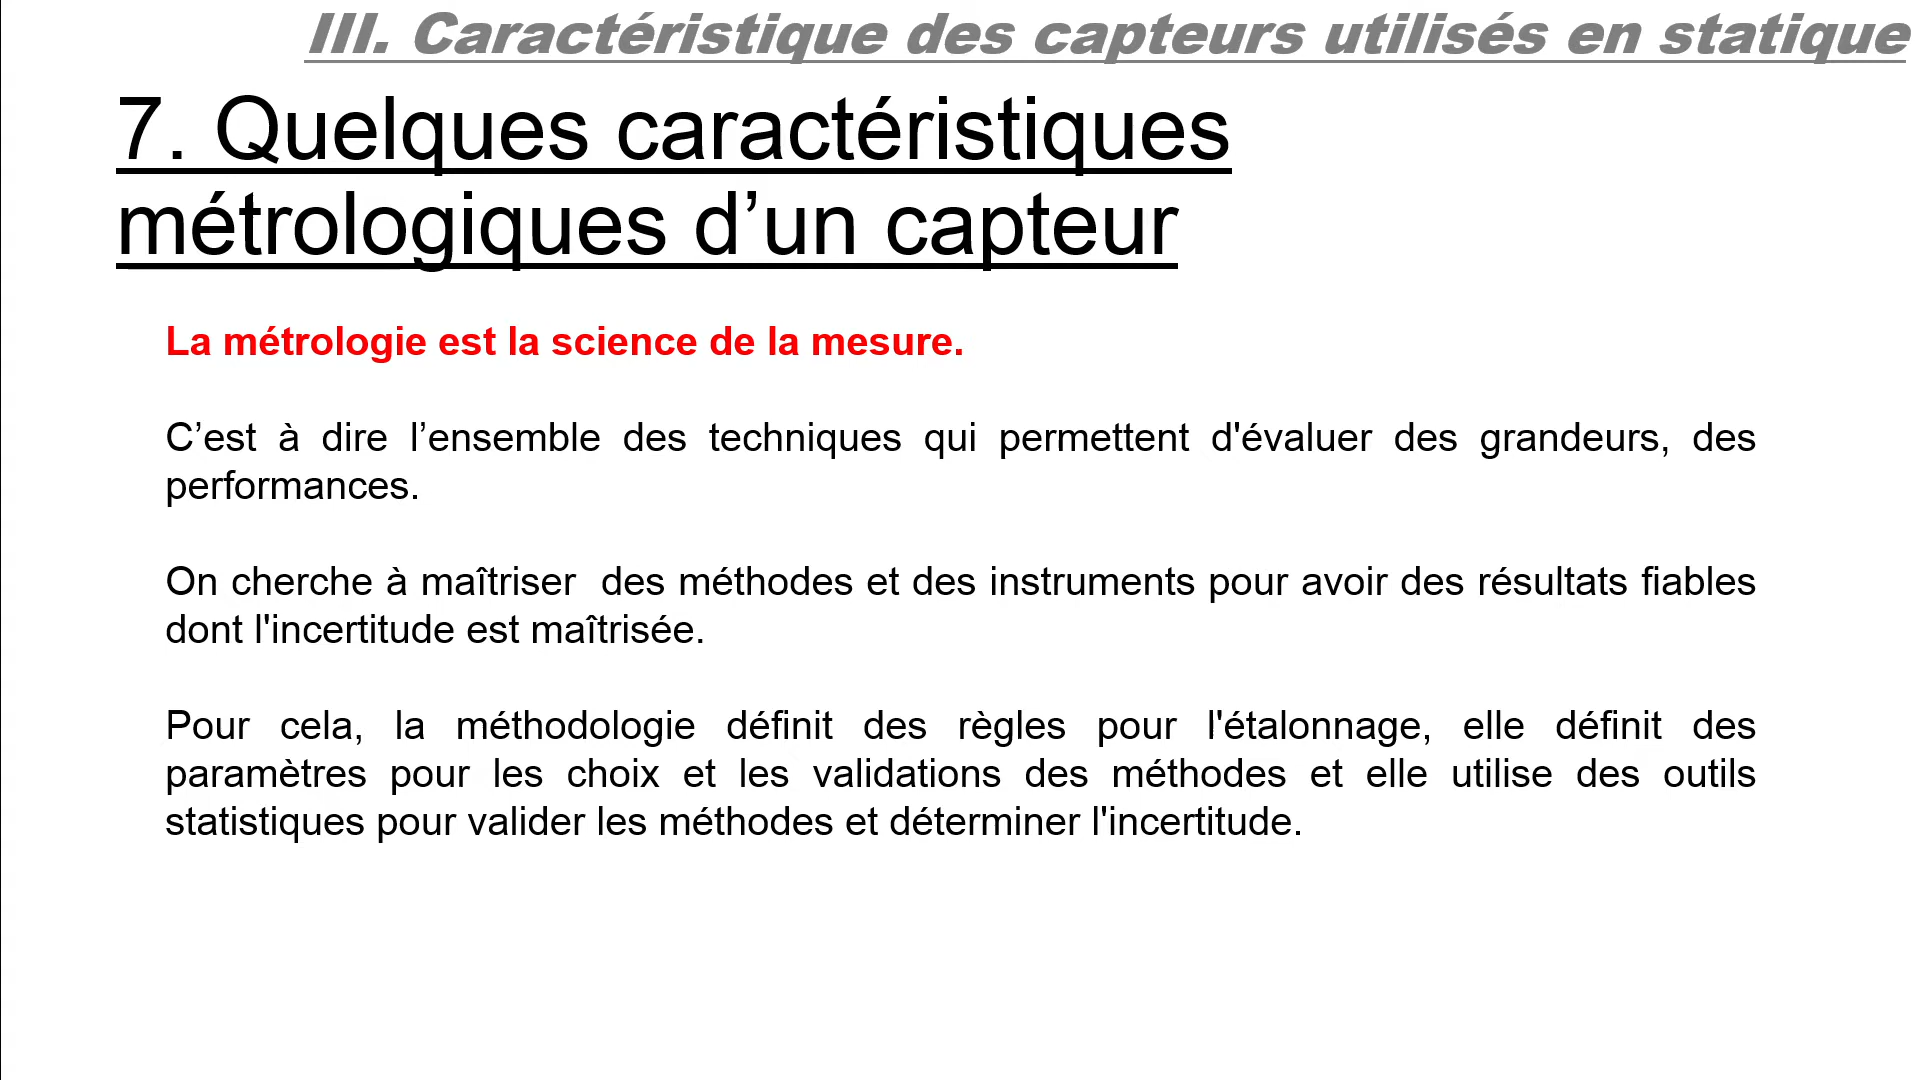 III. Caractéristique des capteurs utilisés en statique
7. Quelques caractéristiques
métrologiques d’un capteur
La métrologie est la science de la mesure.
C’est à dire l’ensemble des techniques qui permettent d'évaluer des grandeurs, des
performances.
On cherche à maîtriser  des méthodes et des instruments pour avoir des résultats fiables
dont l'incertitude est maîtrisée.
Pour cela, la méthodologie définit des règles pour l'étalonnage, elle définit des
paramètres pour les choix et les validations des méthodes et elle utilise des outils
statistiques pour valider les méthodes et déterminer l'incertitude.